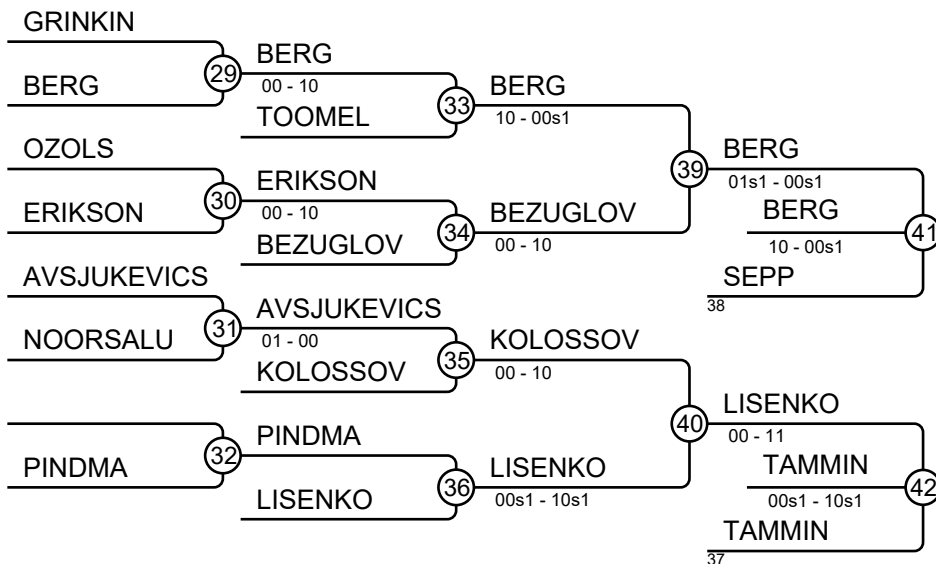 GRINKIN
29
BERG
00 - 10
BERG
TOOMEL
33
BERG
10 - 00s1
OZOLS
30
ERIKSON
00 - 10
ERIKSON
BEZUGLOV
34
BEZUGLOV
00 - 10
39
BERG
01s1 - 00s1
BERG
10 - 00s1
41
SEPP
38
AVSJUKEVICS
31
AVSJUKEVICS
01 - 00
NOORSALU
KOLOSSOV
35
KOLOSSOV
00 - 10
32
PINDMA
PINDMA
LISENKO
36
LISENKO
00s1 - 10s1
40
LISENKO
00 - 11
TAMMIN
00s1 - 10s1
42
TAMMIN
37